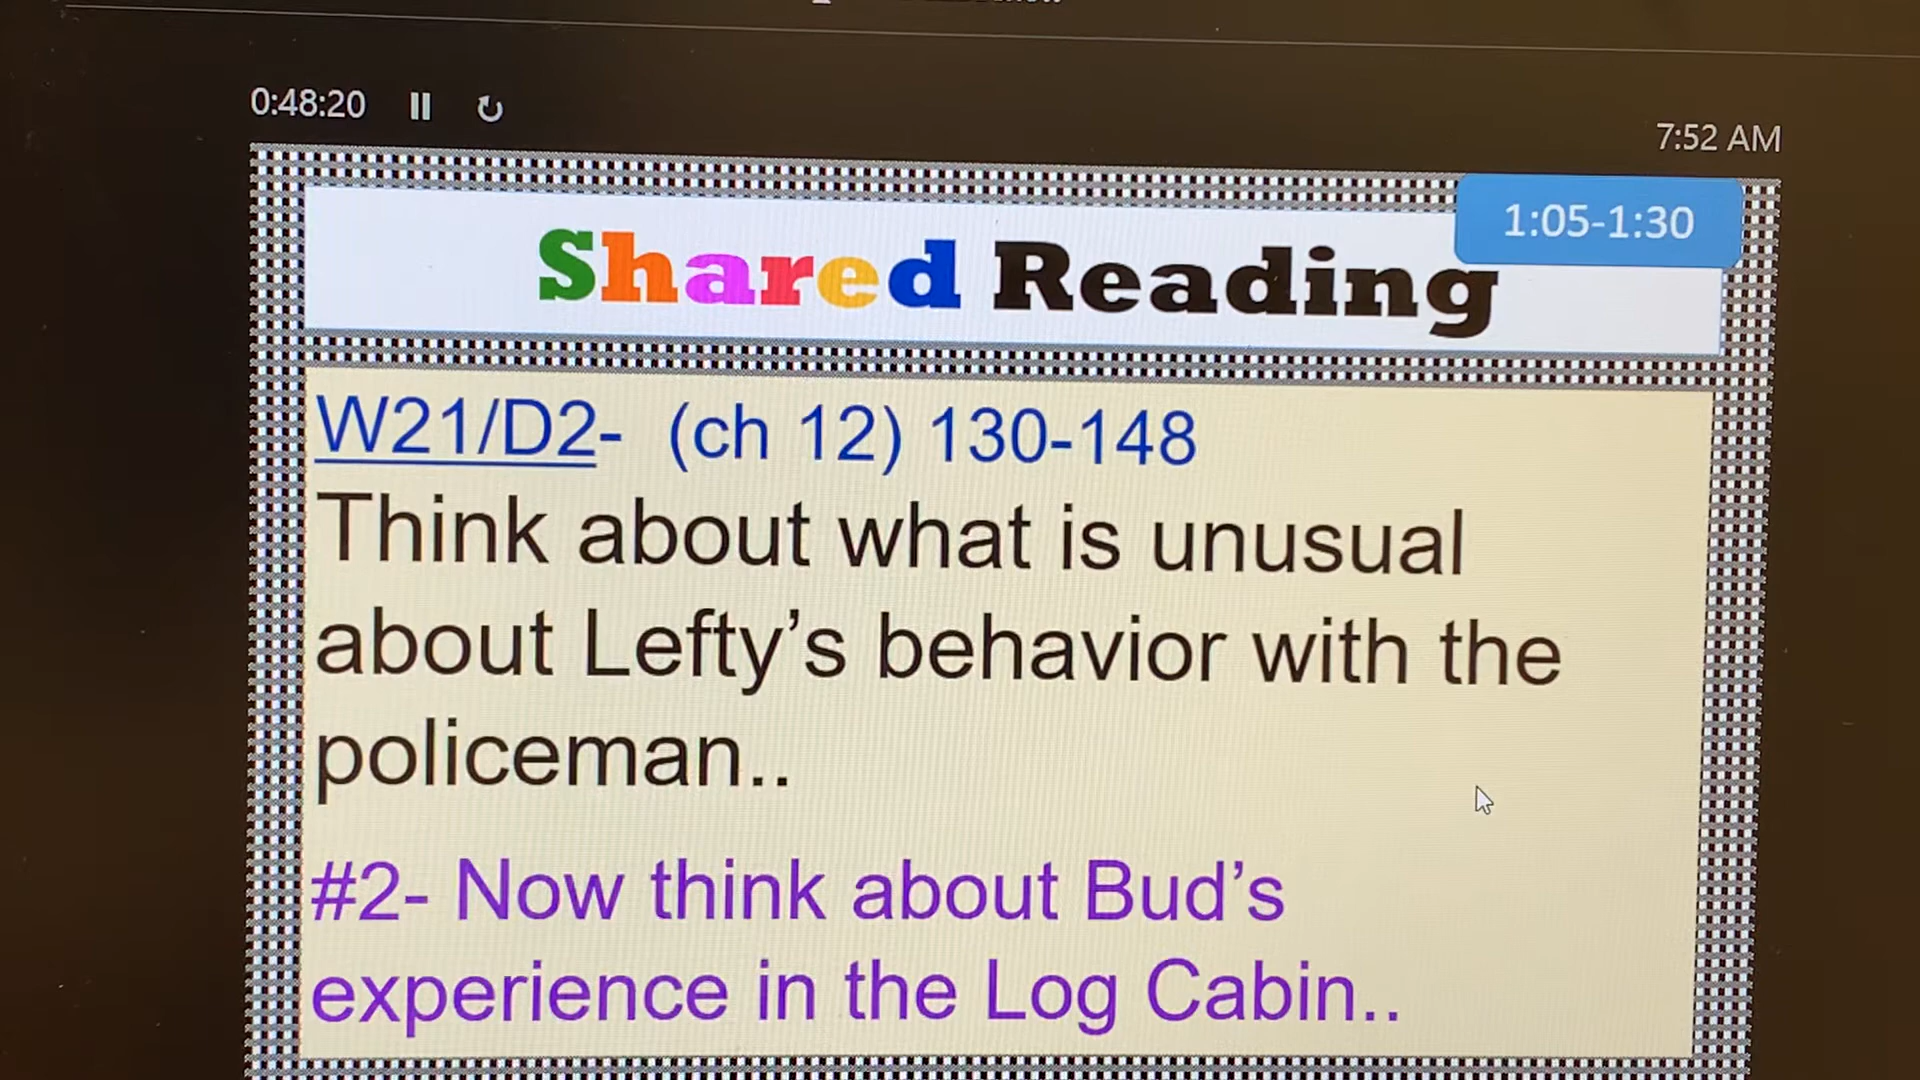 0:48:20
7:52 AM
1:05-1:30
Shared Reading
W21/D2- (ch 12) 130-148
Think about what is unusual
about Lefty's behavior with the
policeman..
#2- Now think about Bud's
experience in the Log Cabin..